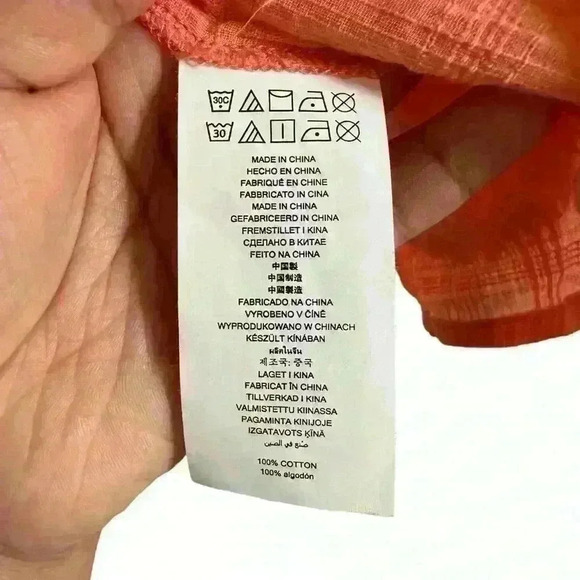 30C
30
MADE IN CHINA
HECHO EN CHINA
FABRIQUÉ EN CHINE
FABBRICATO IN CINA
MADE IN CHINA
GEFABRICEERD IN CHINA
FREMSTILLET I KINA
СДЕЛАНО В КИТАЕ
FEITO NA CHINA
中国製
中国制造
中國製造
FABRICADO NA CHINA
VYROBENO V ČÍNĚ
WYPRODUKOWANO W CHINACH
KÉSZÜLT KÍNÁBAN
ผลิตในจีน
제조국: 중국
LAGET I KINA
FABRICAT ÎN CHINA
TILLVERKAD I KINA
VALMISTETTU KIINASSA
PAGAMINTA KINIJOJE
IZGATAVOTS ĶĪNĀ
صنع في الصين
100% COTTON
100% algodón